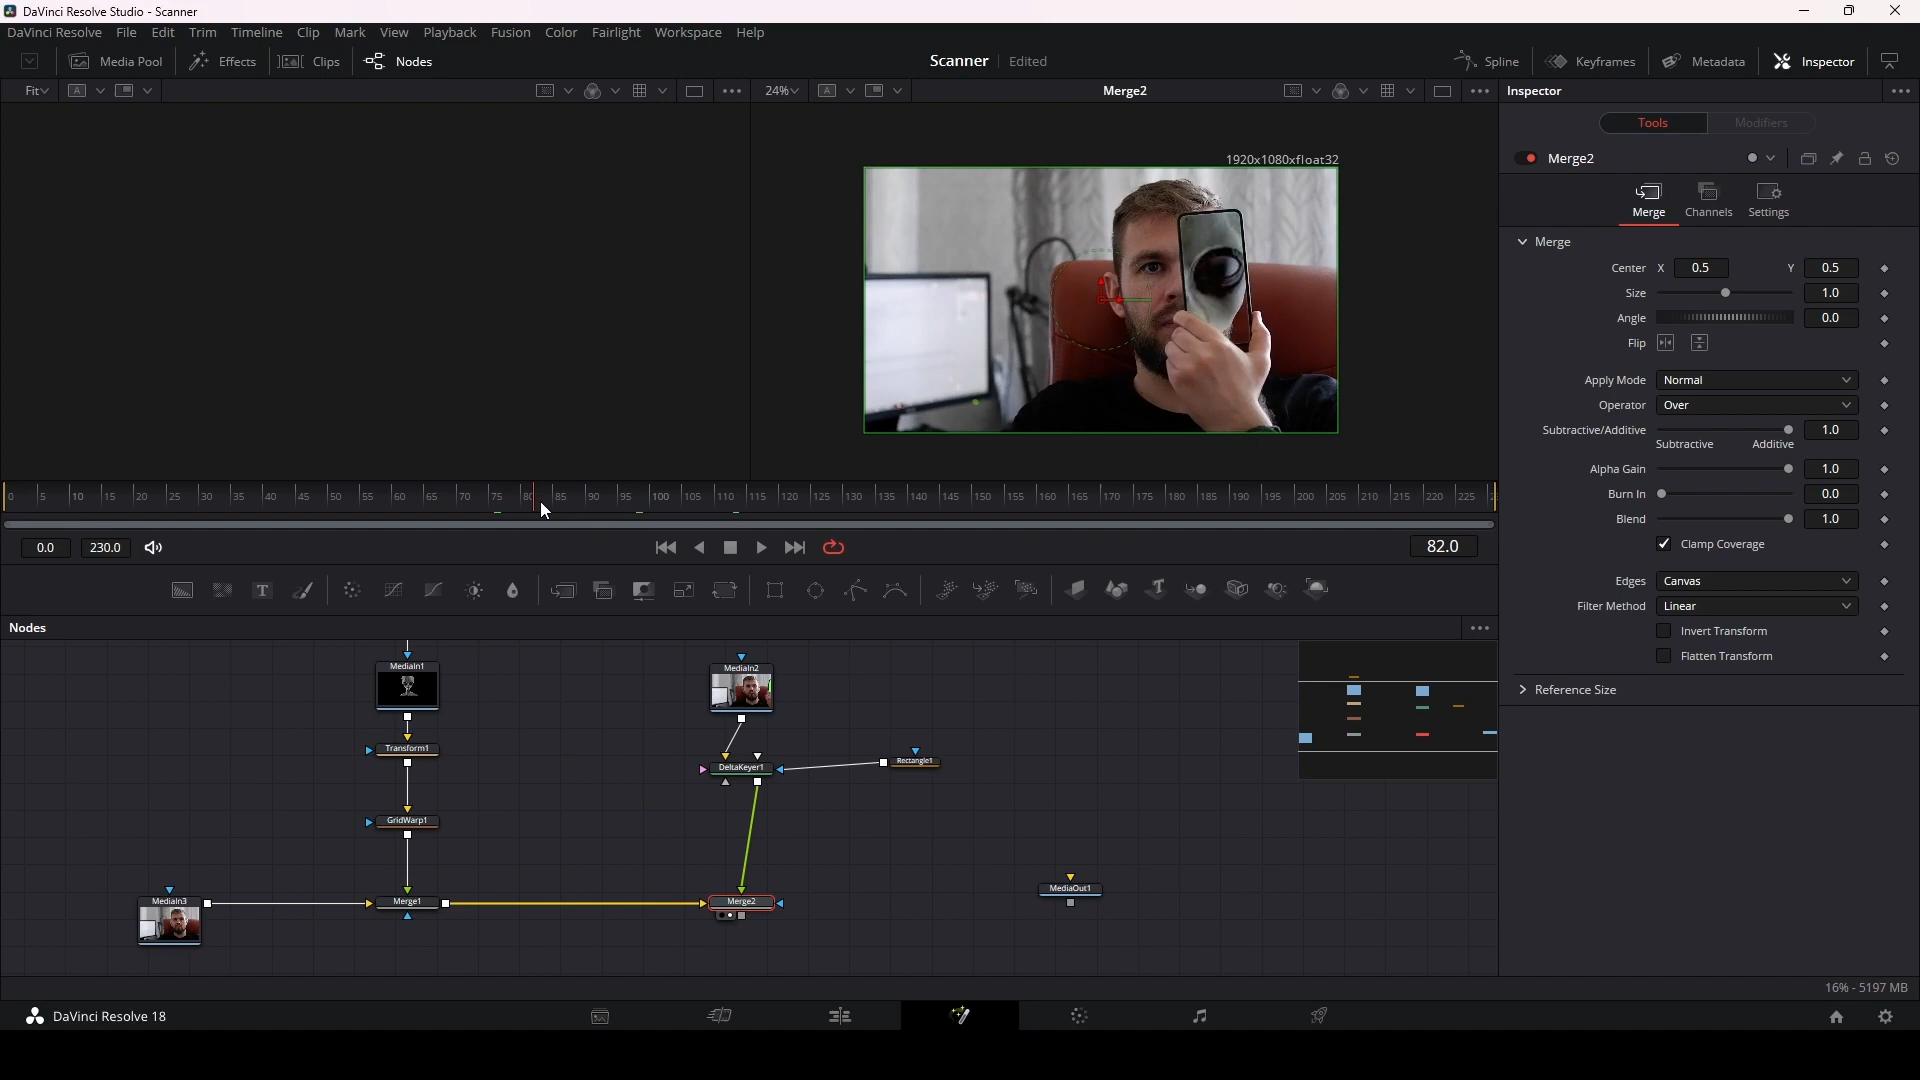 DaVinci Resolve Studio - Scanner
DaVinci Resolve File Edit Trim Timeline Clip Mark View Playback Fusion Color Fairlight Workspace Help
Media Pool Effects Clips Nodes Scanner Edited Spline Keyframes Metadata Inspector
Fit A 24% A Merge2 Inspector
Tools Modifiers
1920x1080xfloat32
Merge2
Merge Channels Settings
Merge
Center X 0.5 Y 0.5
Size 1.0
Angle 0.0
Flip
Apply Mode Normal
Operator Over
Subtractive/Additive 1.0
Subtractive Additive
Alpha Gain 1.0
Burn In 0.0
Blend 1.0
Clamp Coverage
Edges Canvas
Filter Method Linear
Invert Transform
Flatten Transform
Reference Size
0 5 10 15 20 25 30 35 40 45 50 55 60 65 70 75 80 85 90 95 100 105 110 115 120 125 130 135 140 145 150 155 160 165 170 175 180 185 190 195 200 205 210 215 220 225
0.0 230.0 82.0
T T
Nodes
MediaIn1 MediaIn2
Transform1 DeltaKeyer1 Rectangle1
GridWarp1
MediaIn3 Merge1 Merge2 MediaOut1
16% - 5197 MB
DaVinci Resolve 18